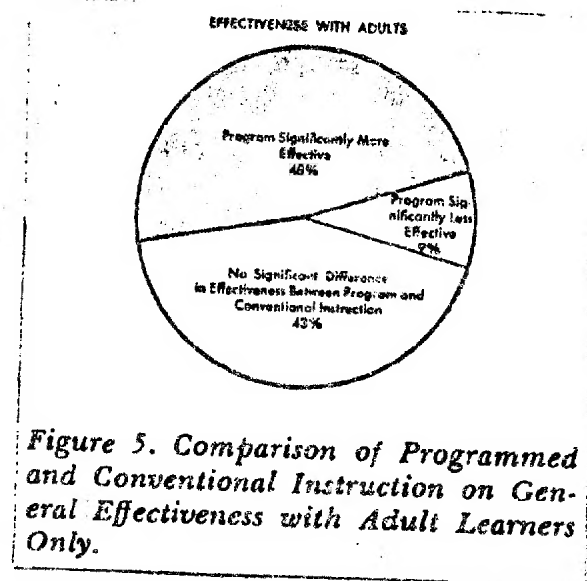 EFFECTIVENESS WITH ADULTS
Program Significantly More
Effective
48%
Program Sig-
nificantly Less
Effective
9%
No Significant Difference
in Effectiveness Between Program and
Conventional Instruction
43%
Figure 5. Comparison of Programmed
and Conventional Instruction on Gen-
eral Effectiveness with Adult Learners
Only.